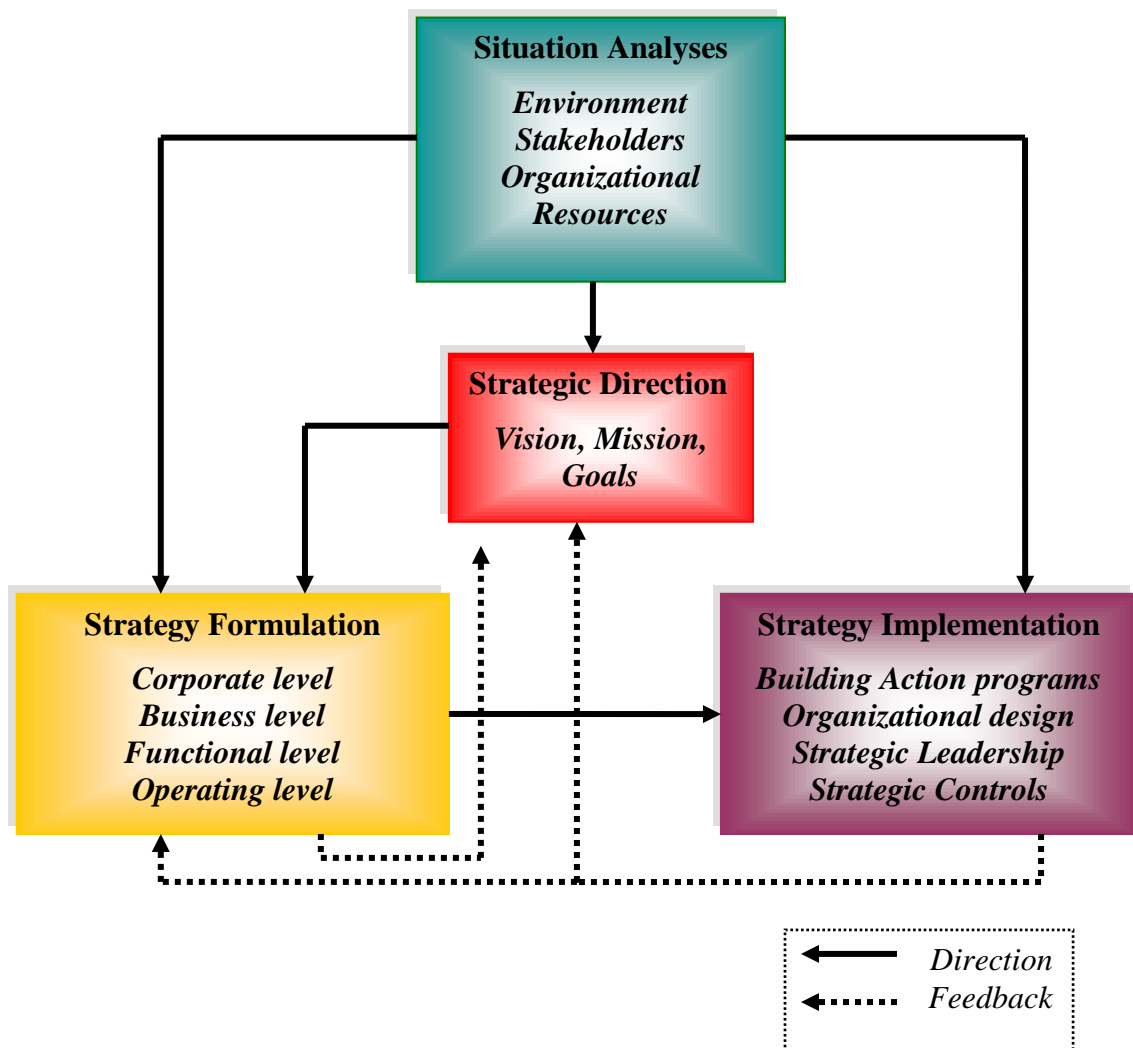 Situation Analyses
Environment
Stakeholders
Organizational
Resources
Strategic Direction
Vision, Mission,
Goals
Strategy Formulation
Corporate level
Business level
Functional level
Operating level
Strategy Implementation
Building Action programs
Organizational design
Strategic Leadership
Strategic Controls
Direction
Feedback